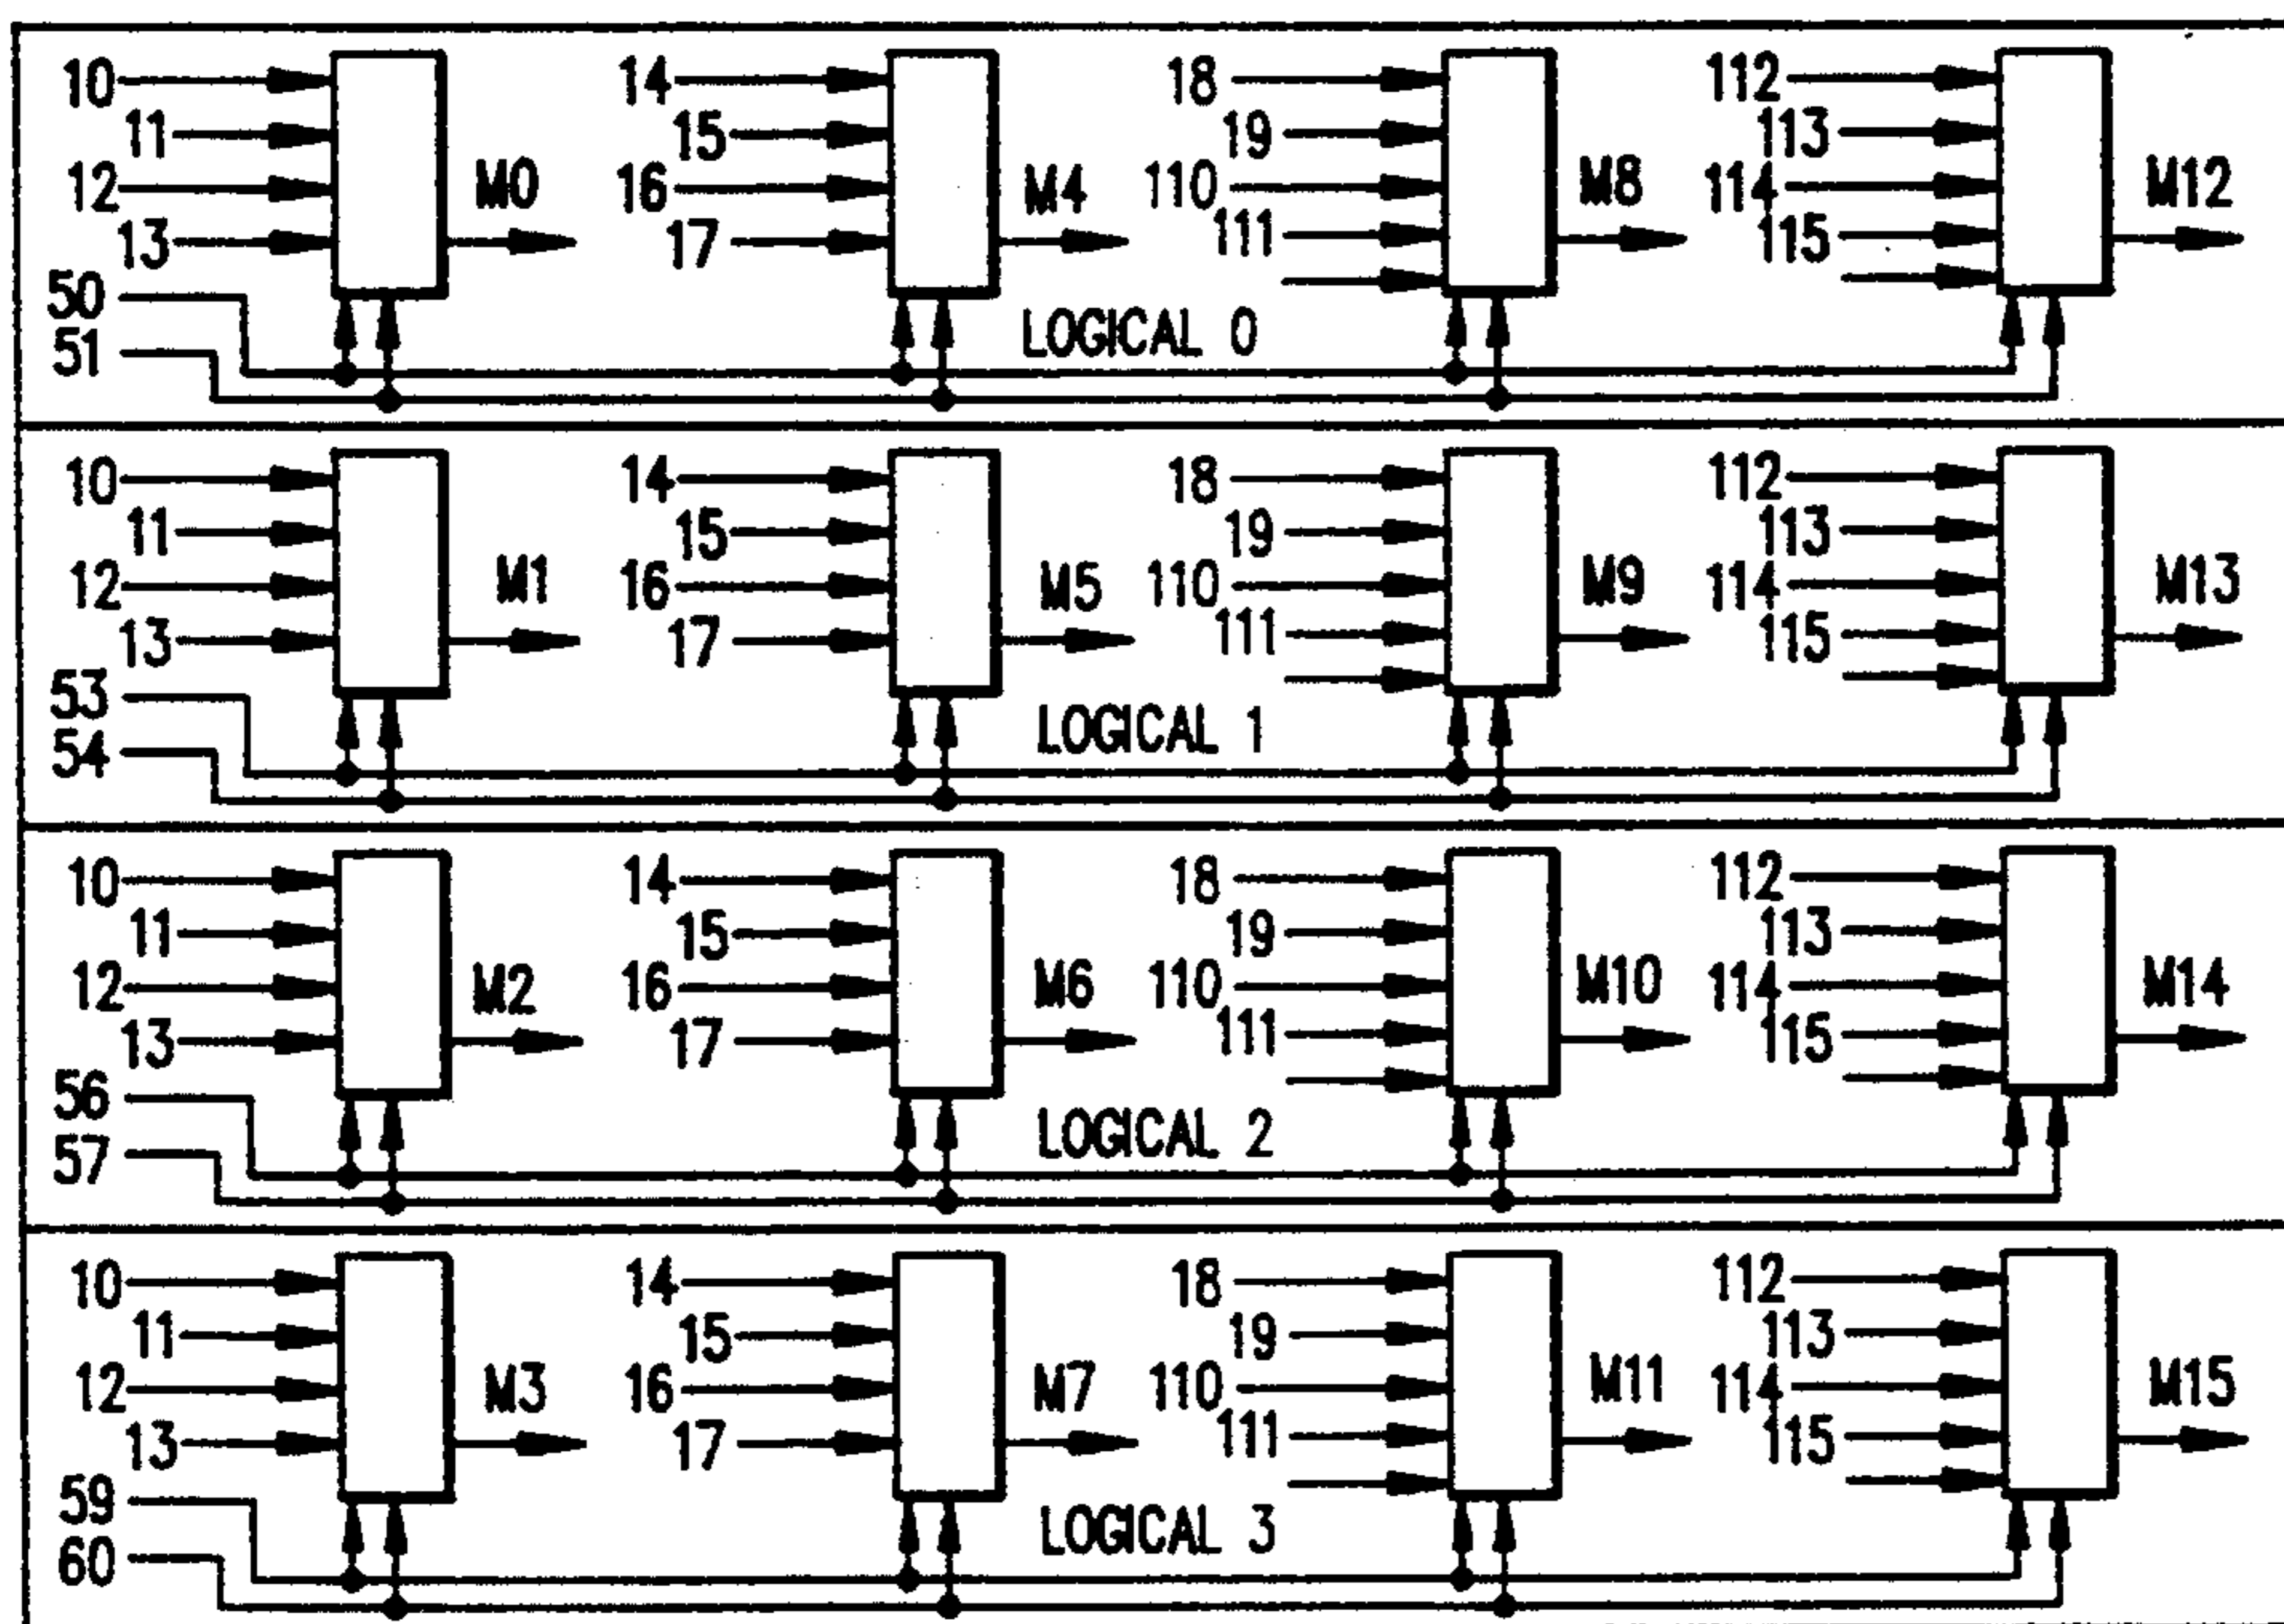 10 14 18 112
11 15 19 113
12 M0 16 M4 110 M8 114 M12
13 17 111 115
50
51 LOGICAL 0
10 14 18 112
11 15 19 113
12 M1 16 M5 110 M9 114 M13
13 17 111 115
53
54 LOGICAL 1
10 14 18 112
11 15 19 113
12 M2 16 M6 110 M10 114 M14
13 17 111 115
56
57 LOGICAL 2
10 14 18 112
11 15 19 113
12 M3 16 M7 110 M11 114 M15
13 17 111 115
59
60 LOGICAL 3